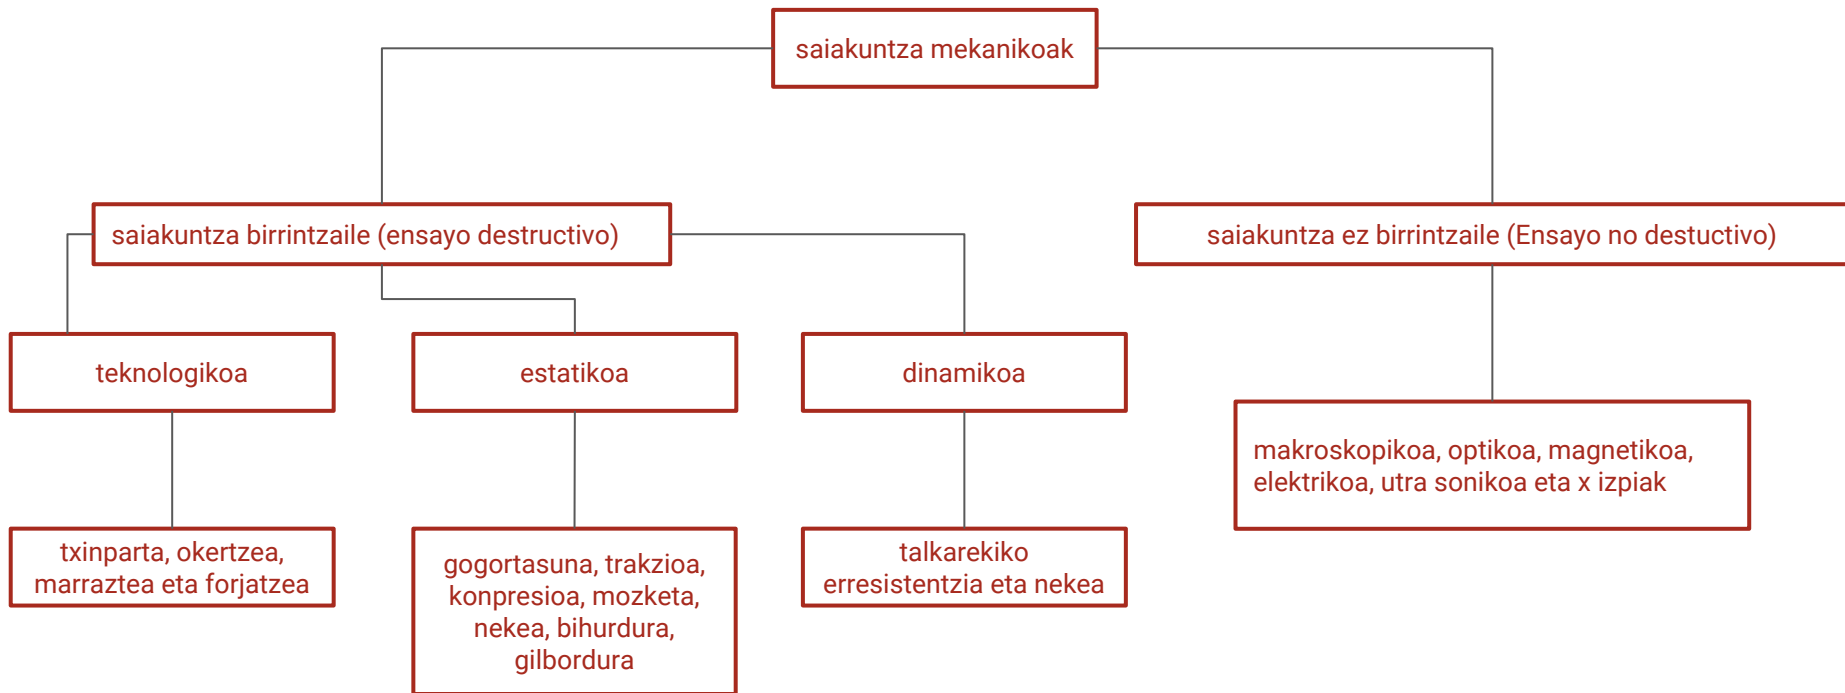 saiakuntza mekanikoak
saiakuntza birrintzaile (ensayo destructivo)
saiakuntza ez birrintzaile (Ensayo no destuctivo)
teknologikoa
estatikoa
dinamikoa
makroskopikoa, optikoa, magnetikoa,
elektrikoa, utra sonikoa eta x izpiak
txinparta, okertzea,
marraztea eta forjatzea
gogortasuna, trakzioa,
konpresioa, mozketa,
nekea, bihurdura,
gilbordura
talkarekiko
erresistentzia eta nekea